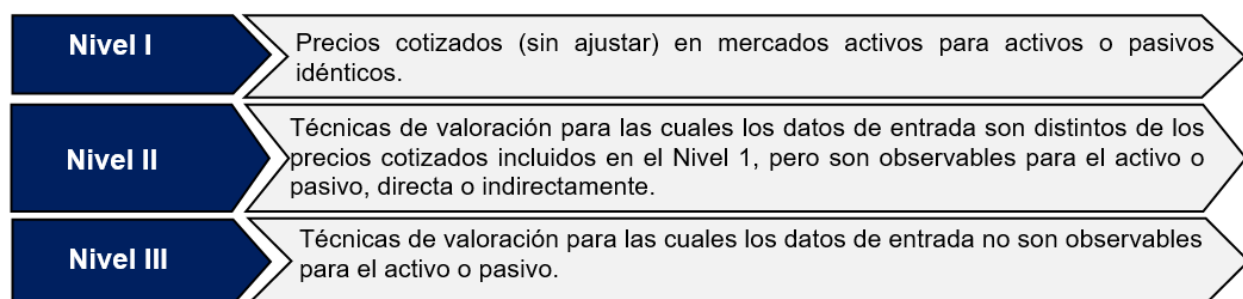 Nivel I
Precios cotizados (sin ajustar) en mercados activos para activos o pasivos
idénticos.
Nivel II
Técnicas de valoración para las cuales los datos de entrada son distintos de los
precios cotizados incluidos en el Nivel 1, pero son observables para el activo o
pasivo, directa o indirectamente.
Nivel III
Técnicas de valoración para las cuales los datos de entrada no son observables
para el activo o pasivo.